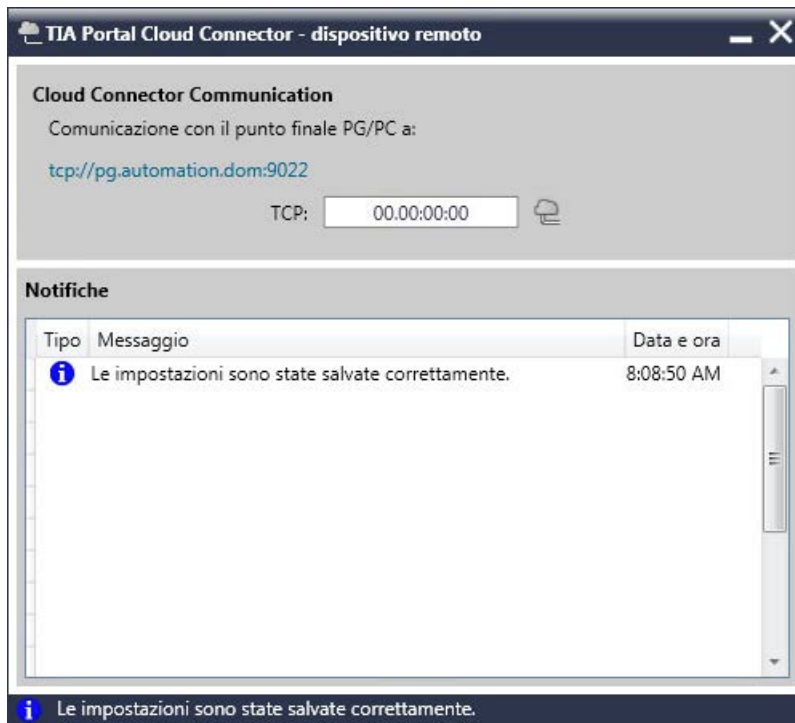 TIA Portal Cloud Connector - dispositivo remoto
Cloud Connector Communication
Comunicazione con il punto finale PG/PC a:
tcp://pg.automation.dom:9022
TCP: 00.00:00:00
Notifiche
Tipo Messaggio Data e ora
Le impostazioni sono state salvate correttamente. 8:08:50 AM
Le impostazioni sono state salvate correttamente.